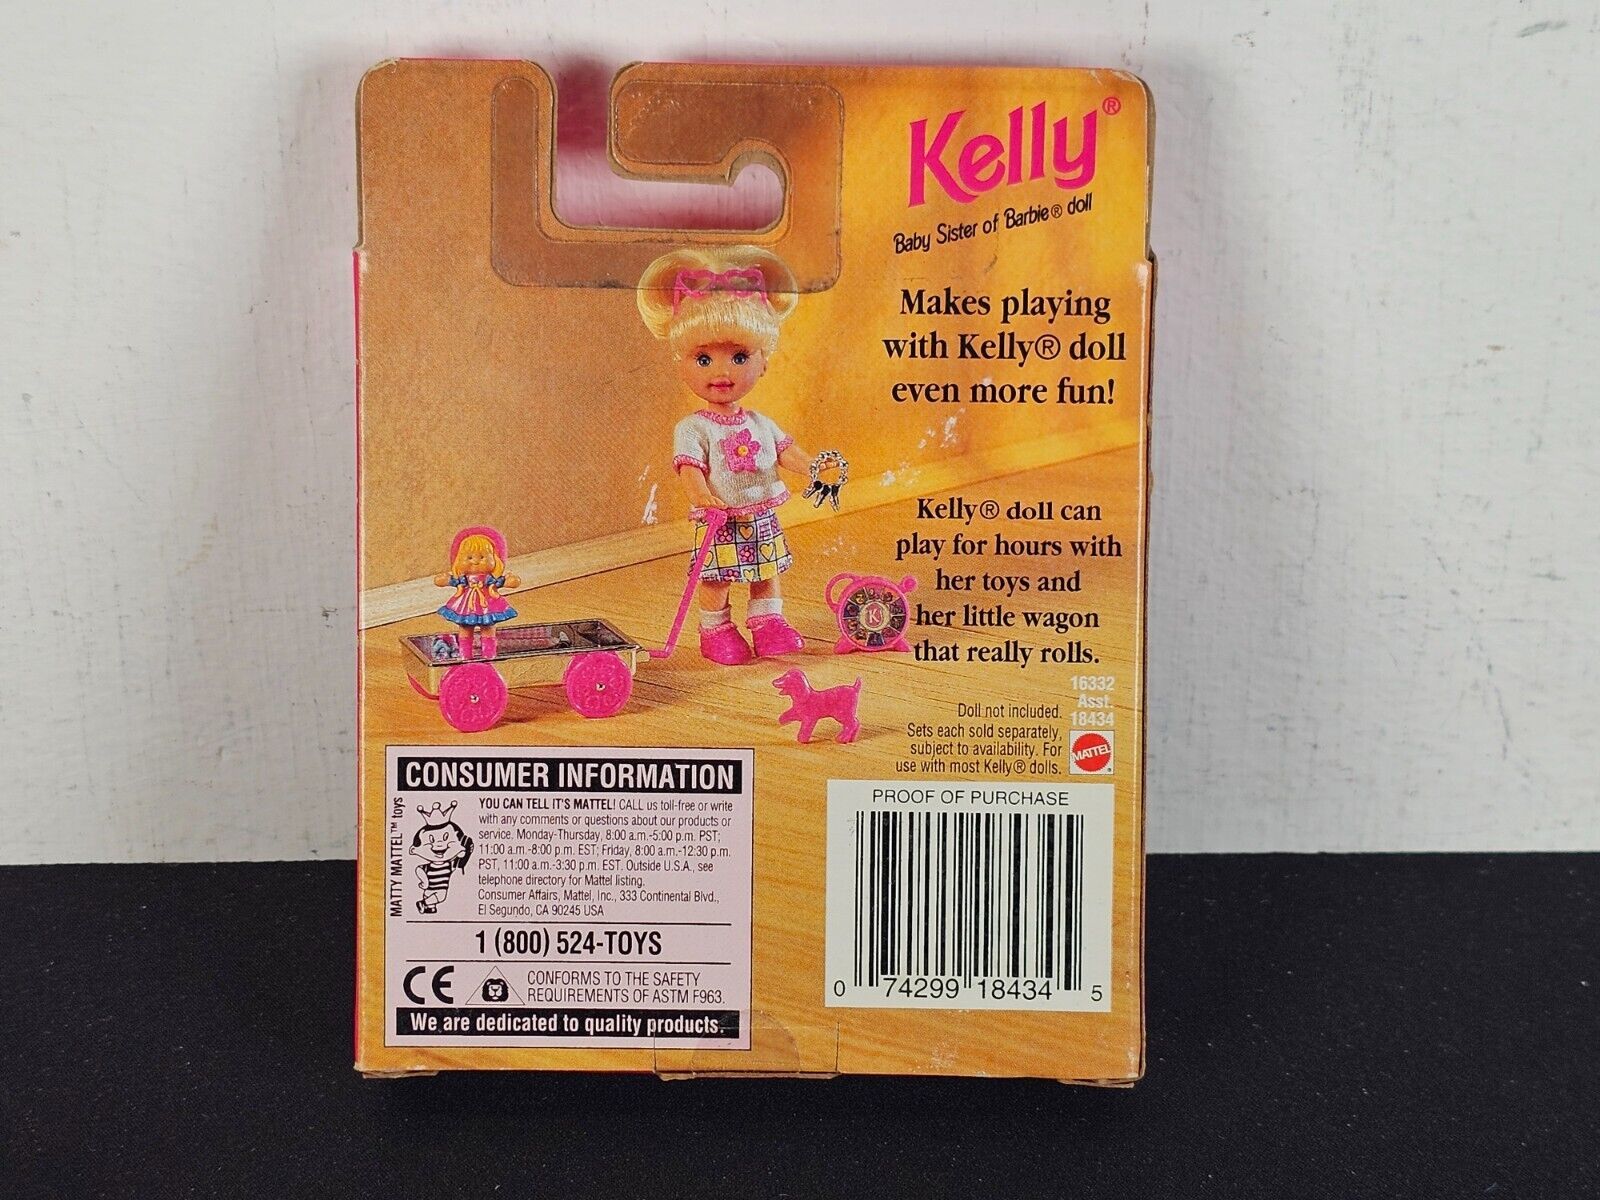 Kelly®
Baby Sister of Barbie® doll
Makes playing
with Kelly® doll
even more fun!
Kelly® doll can
play for hours with
her toys and
her little wagon
that really rolls.
K
16332
Asst.
18434
Doll not included.
Sets each sold separately,
subject to availability. For
use with most Kelly® dolls.
MATTEL®
CONSUMER INFORMATION
MATTY MATTEL™ toys
YOU CAN TELL IT'S MATTEL! CALL us toll-free or write
with any comments or questions about our products or
service. Monday-Thursday, 8:00 a.m.-5:00 p.m. PST;
11:00 a.m.-8:00 p.m. EST; Friday, 8:00 a.m.-12:30 p.m.
PST, 11:00 a.m.-3:30 p.m. EST. Outside U.S.A., see
telephone directory for Mattel listing.
Consumer Affairs, Mattel, Inc., 333 Continental Blvd.,
El Segundo, CA 90245 USA
1 (800) 524-TOYS
CE
CONFORMS TO THE SAFETY
REQUIREMENTS OF ASTM F963.
We are dedicated to quality products.
PROOF OF PURCHASE
0 74299 18434 5